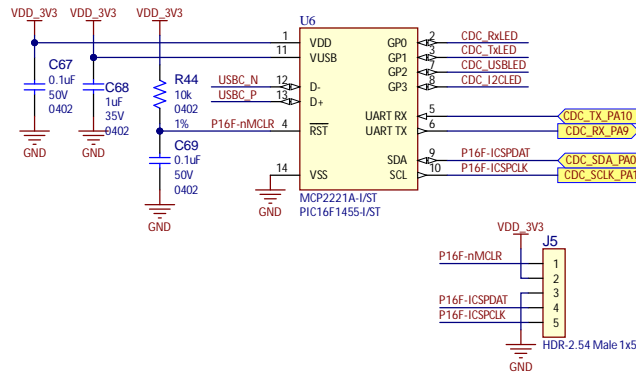 VDD_3V3 VDD_3V3 VDD_3V3
U6
1 VDD GP0 2 CDC_RxLED
11 VUSB GP1 3 CDC_TxLED
GP2 7 CDC_USBLED
USBC_N 12 D- GP3 8 CDC_I2CLED
USBC_P 13 D+
UART RX 5 CDC_TX_PA10
P16F-nMCLR 4 RST UART TX 6 CDC_RX_PA9
SDA 9 P16F-ICSPDAT CDC_SDA_PA0
14 VSS SCL 10 P16F-ICSPCLK CDC_SCLK_PA1
MCP2221A-I/ST
PIC16F1455-I/ST
C67
0.1uF
50V
0402
GND
C68
1uF
35V
0402
GND
R44
10k
0402
1%
C69
0.1uF
50V
0402
GND
GND
VDD_3V3
J5
P16F-nMCLR 1
2
3
P16F-ICSPDAT 4
P16F-ICSPCLK 5
HDR-2.54 Male 1x5
GND